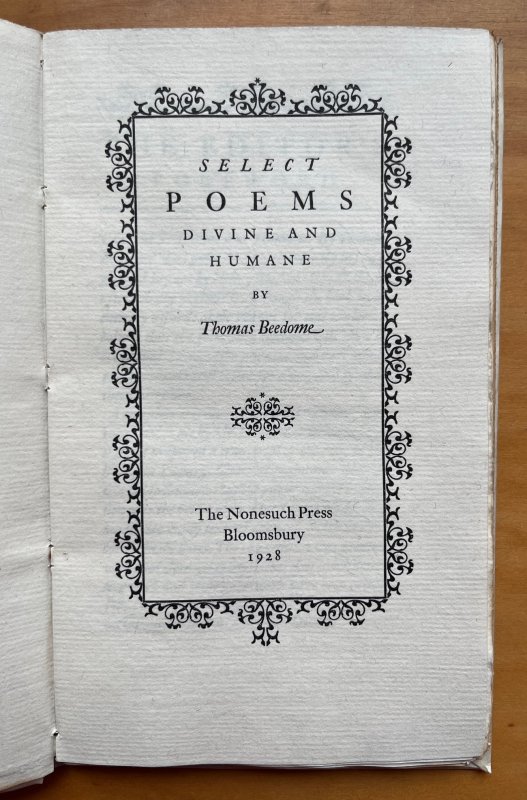 SELECT
POEMS
DIVINE AND
HUMANE
BY
Thomas Beedome
The Nonesuch Press
Bloomsbury
1928